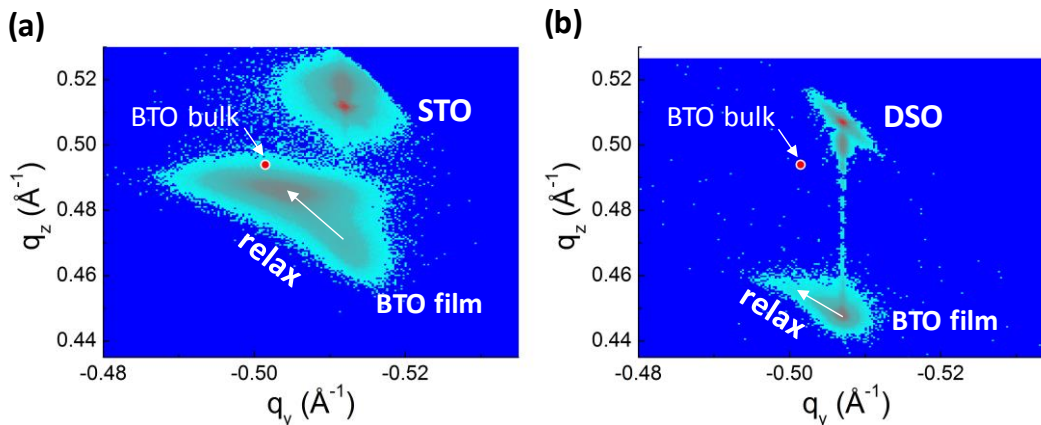 (a)
0.52
0.50
0.48
0.46
0.44
q_z (Å⁻¹)
BTO bulk
STO
relax
BTO film
-0.48
-0.50
-0.52
q_y (Å⁻¹)
(b)
0.52
0.50
0.48
0.46
0.44
q_z (Å⁻¹)
BTO bulk
DSO
relax
BTO film
-0.48
-0.50
-0.52
q_y (Å⁻¹)